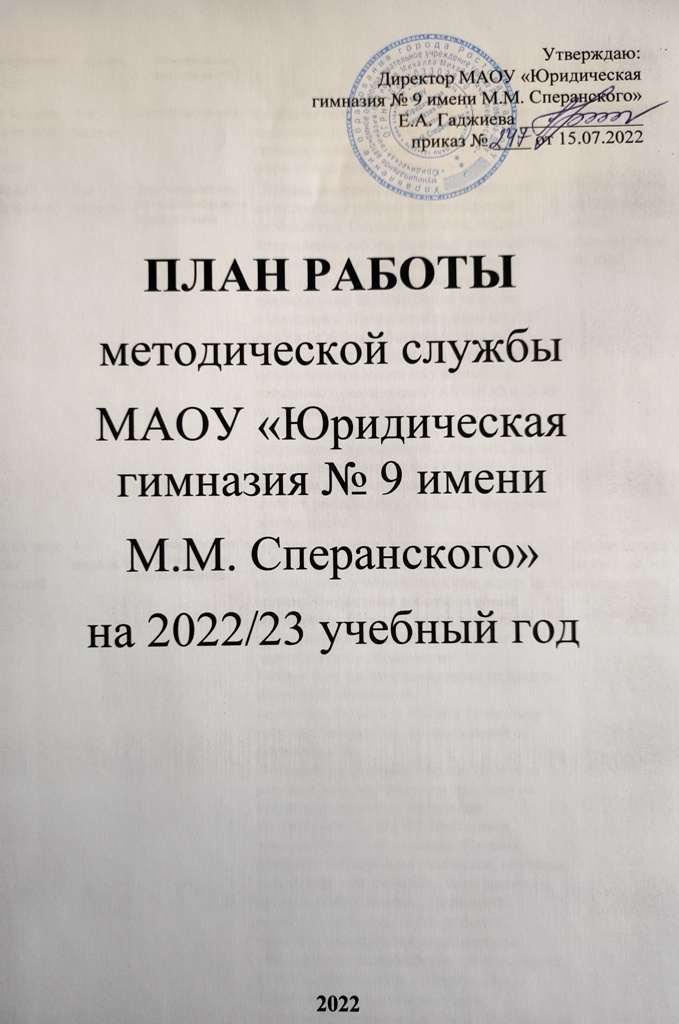 Утверждаю:
Директор МАОУ «Юридическая
гимназия № 9 имени М.М. Сперанского»
Е.А. Гаджиева
приказ № 247 от 15.07.2022
ПЛАН РАБОТЫ
методической службы
МАОУ «Юридическая
гимназия № 9 имени
М.М. Сперанского»
на 2022/23 учебный год
2022